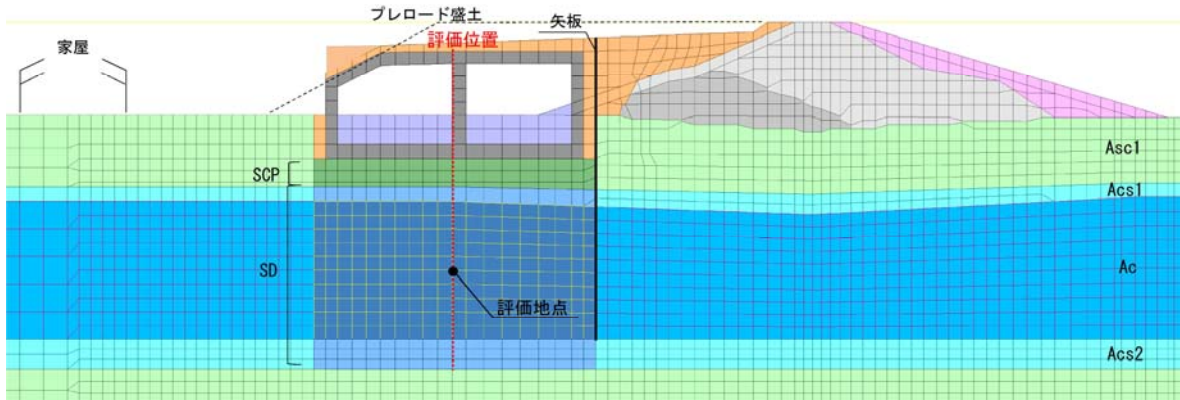 プレロード盛土
矢板
評価位置
家屋
Asc1
SCP
Acs1
SD
Ac
評価地点
Acs2